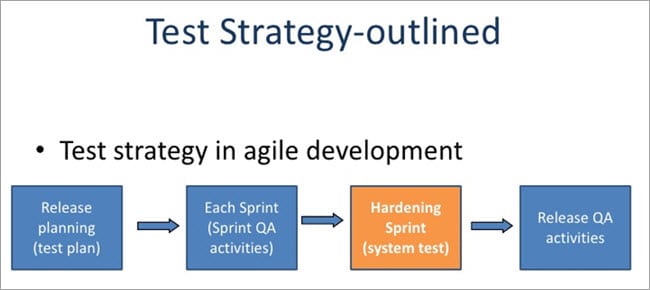 Test Strategy-outlined
• Test strategy in agile development
Release
planning
(test plan)
Each Sprint
(Sprint QA
activities)
Hardening
Sprint
(system test)
Release QA
activities